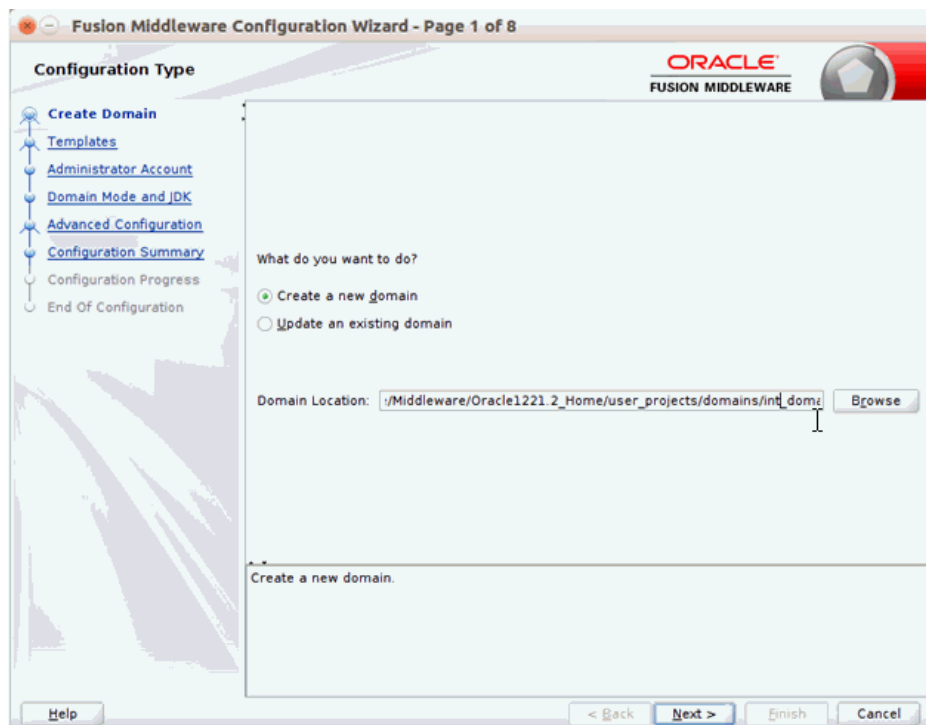 Fusion Middleware Configuration Wizard - Page 1 of 8
Configuration Type
ORACLE
FUSION MIDDLEWARE
Create Domain
Templates
Administrator Account
Domain Mode and JDK
Advanced Configuration
Configuration Summary
Configuration Progress
End Of Configuration
What do you want to do?
Create a new domain
Update an existing domain
Domain Location: :/Middleware/Oracle1221.2_Home/user_projects/domains/int_doma Browse
Create a new domain.
Help < Back Next > Finish Cancel